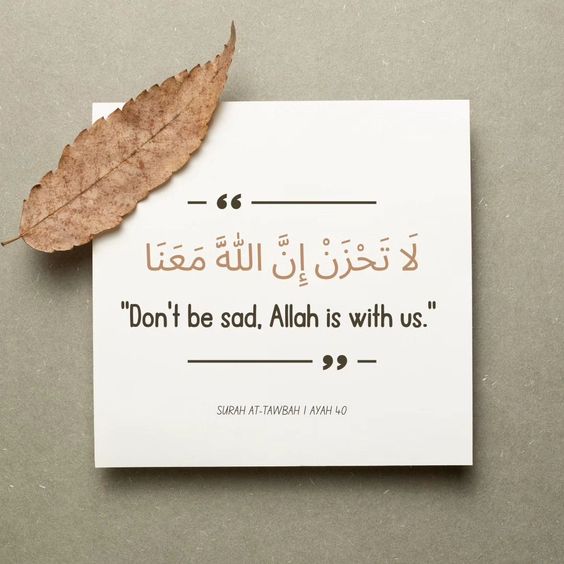 “
لَا تَحْزَنْ إِنَّ اللَّهَ مَعَنَا
"Don't be sad, Allah is with us."
”
SURAH AT-TAWBAH | AYAH 40